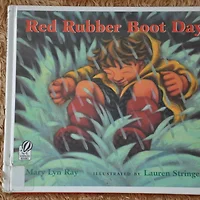 Red Rubber Boot Day
Mary Lyn Ray ILLUSTRATED BY Lauren Stringer